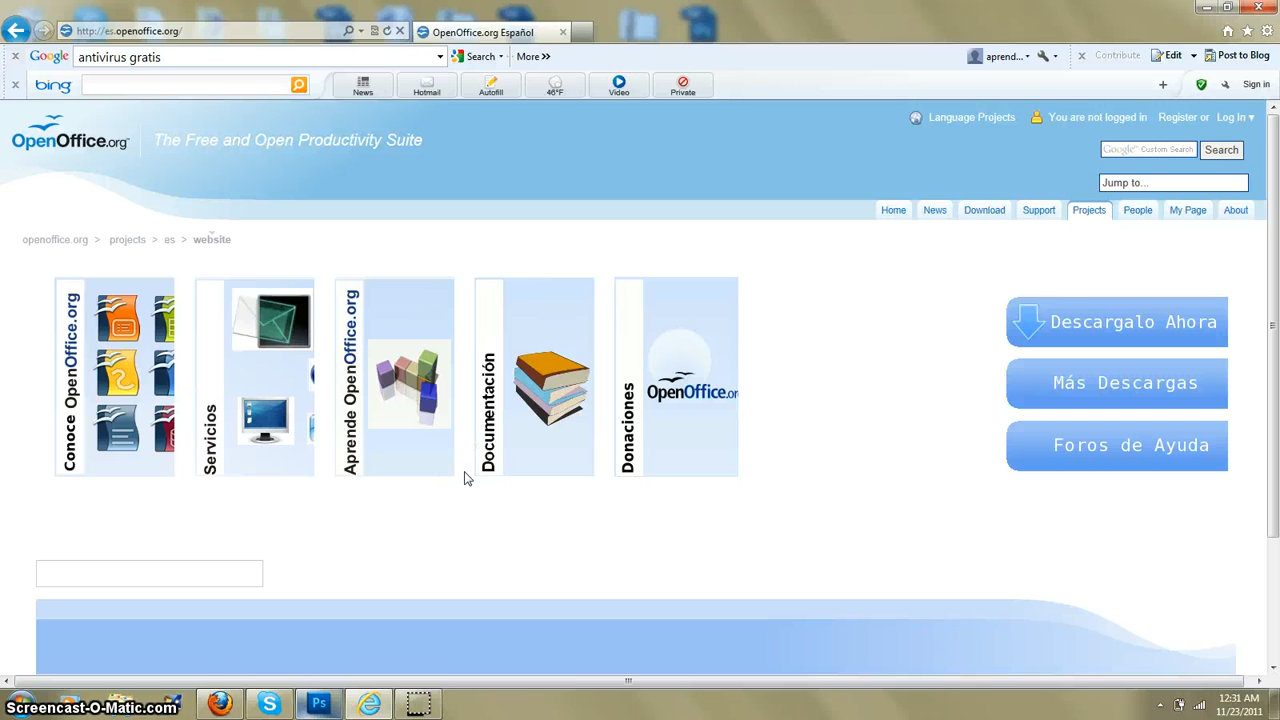 http://es.openoffice.org/
OpenOffice.org Español
Google
antivirus gratis
Search
More »
aprend...
Contribute
Edit
Post to Blog
bing
News
Hotmail
Autofill
46°F
Video
Private
Sign in
OpenOffice.org
The Free and Open Productivity Suite
Language Projects
You are not logged in
Register or
Log In
Google™ Custom Search
Search
Jump to...
Home
News
Download
Support
Projects
People
My Page
About
openoffice.org > projects > es > website
Conoce OpenOffice.org
Servicios
Aprende OpenOffice.org
Documentación
Donaciones
OpenOffice.or
Descargalo Ahora
Más Descargas
Foros de Ayuda
Ps
12:31 AM
11/23/2011
Screencast-O-Matic.com